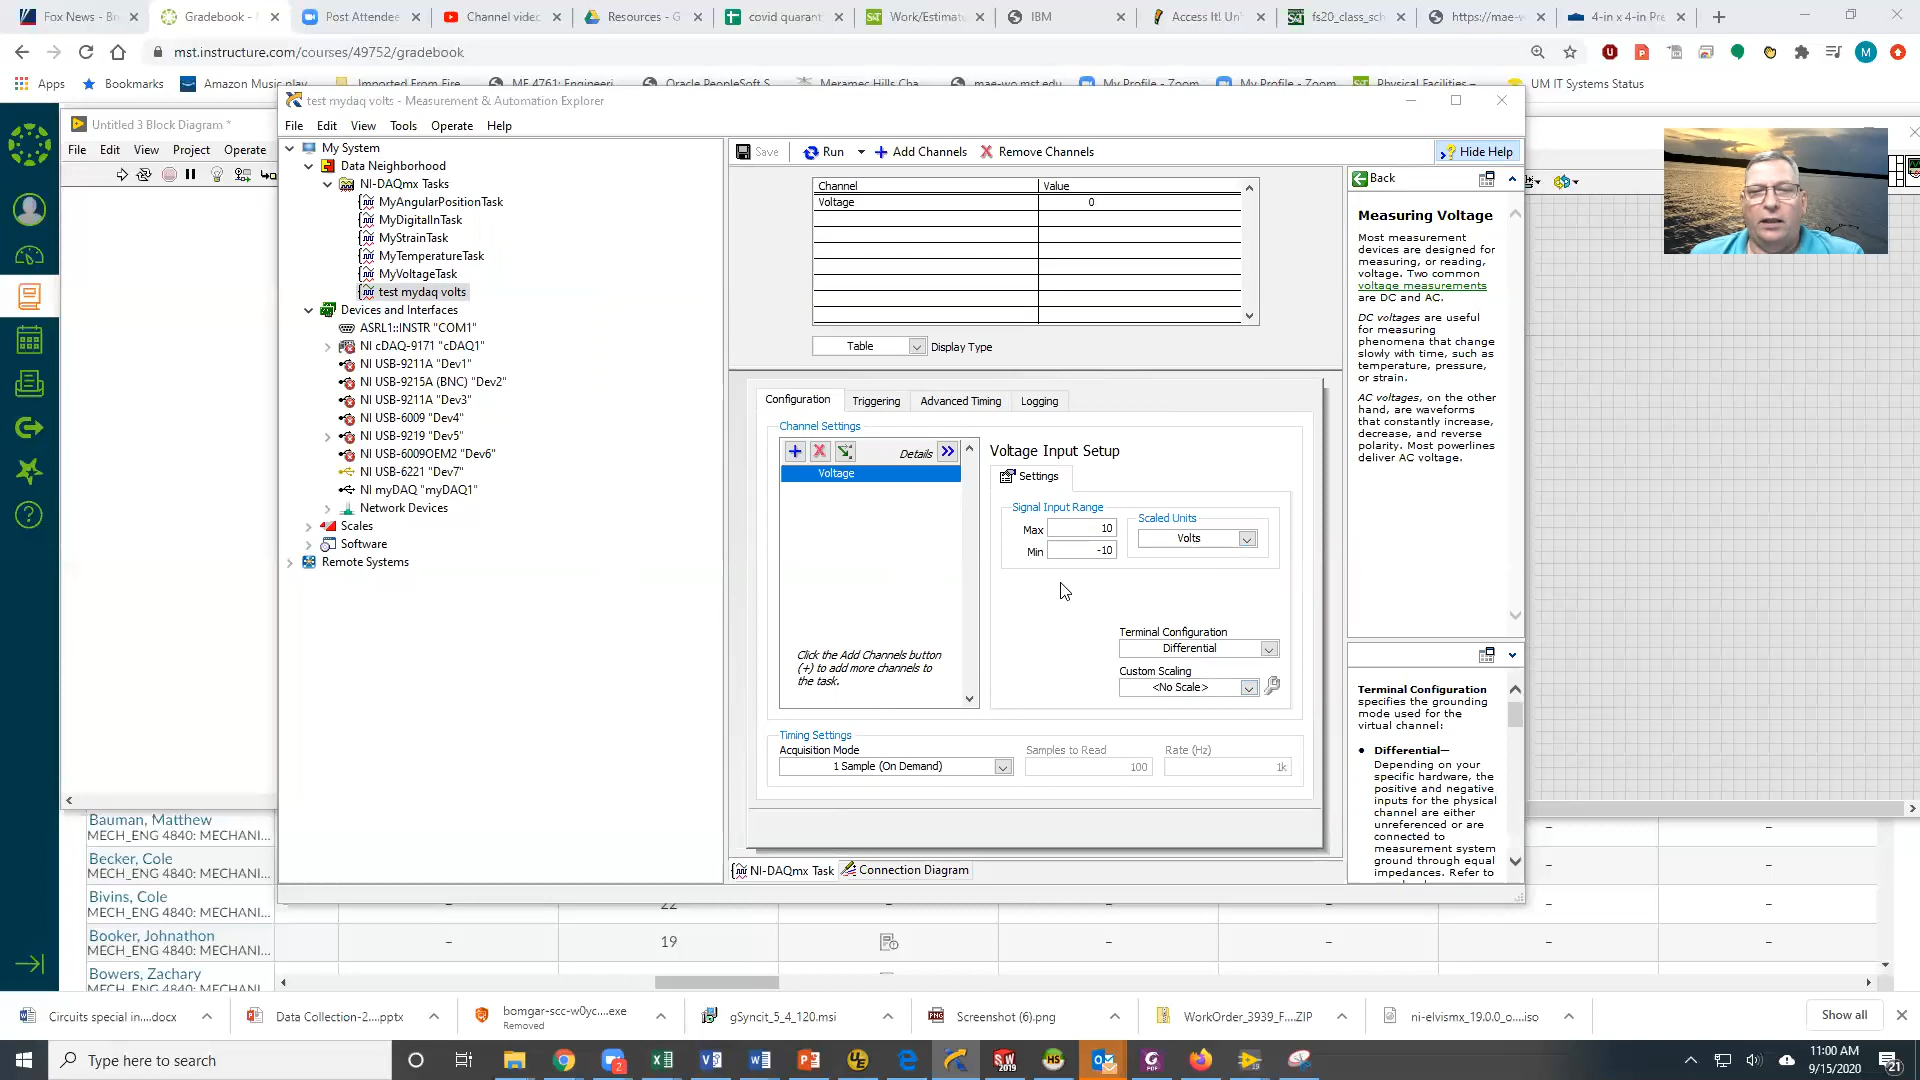 Fox News - B
Gradebook -
Post Attende
Channel video
Resources - G
covid quarant
Work/Estimat
IBM
Access It! Un
fs20_class_sch
https://mae-w
4-in x 4-in Pre
mst.instructure.com/courses/49752/gradebook
Apps
Bookmarks
Amazon Music play
Imported From Fire
ME 4761: Engineeri
Oracle PeopleSoft S
Meramec Hills Cha
mae-wo.mst.edu
My Profile - Zoom
My Profile - Zoom
Physical Facilities –
UM IT Systems Status
Untitled 3 Block Diagram *
File Edit View Project Operate
test mydaq volts - Measurement & Automation Explorer
File Edit View Tools Operate Help
My System
Data Neighborhood
NI-DAQmx Tasks
MyAngularPositionTask
MyDigitalInTask
MyStrainTask
MyTemperatureTask
MyVoltageTask
test mydaq volts
Devices and Interfaces
ASRL1::INSTR "COM1"
NI cDAQ-9171 "cDAQ1"
NI USB-9211A "Dev1"
NI USB-9215A (BNC) "Dev2"
NI USB-9211A "Dev3"
NI USB-6009 "Dev4"
NI USB-9219 "Dev5"
NI USB-6009OEM2 "Dev6"
NI USB-6221 "Dev7"
NI myDAQ "myDAQ1"
Network Devices
Scales
Software
Remote Systems
Save
Run
Add Channels
Remove Channels
Hide Help
Channel Value
Voltage 0
Table
Display Type
Configuration
Triggering
Advanced Timing
Logging
Channel Settings
Details
Voltage
Click the Add Channels button
(+) to add more channels to
the task.
Voltage Input Setup
Settings
Signal Input Range
Max 10
Min -10
Scaled Units
Volts
Terminal Configuration
Differential
Custom Scaling
<No Scale>
Timing Settings
Acquisition Mode
1 Sample (On Demand)
Samples to Read
100
Rate (Hz)
1k
NI-DAQmx Task
Connection Diagram
Back
Measuring Voltage
Most measurement
devices are designed for
measuring, or reading,
voltage. Two common
voltage measurements
are DC and AC.
DC voltages are useful
for measuring
phenomena that change
slowly with time, such as
temperature, pressure,
or strain.
AC voltages, on the other
hand, are waveforms
that constantly increase,
decrease, and reverse
polarity. Most powerlines
deliver AC voltage.
Terminal Configuration
specifies the grounding
mode used for the
virtual channel:
• Differential—
Depending on your
specific hardware, the
positive and negative
inputs for the physical
channel are either
unreferenced or are
connected to
measurement system
ground through equal
impedances. Refer to
Bauman, Matthew
MECH_ENG 4840: MECHANI...
Becker, Cole
MECH_ENG 4840: MECHANI...
Bivins, Cole
MECH_ENG 4840: MECHANI...
22
Booker, Johnathon
MECH_ENG 4840: MECHANI...
19
Bowers, Zachary
MECH_ENG 4840: MECHANI...
Circuits special in....docx
Data Collection-2....pptx
bomgar-scc-w0yc....exe
Removed
gSyncit_5_4_120.msi
Screenshot (6).png
WorkOrder_3939_F....ZIP
ni-elvismx_19.0.0_o....iso
Show all
Type here to search
11:00 AM
9/15/2020